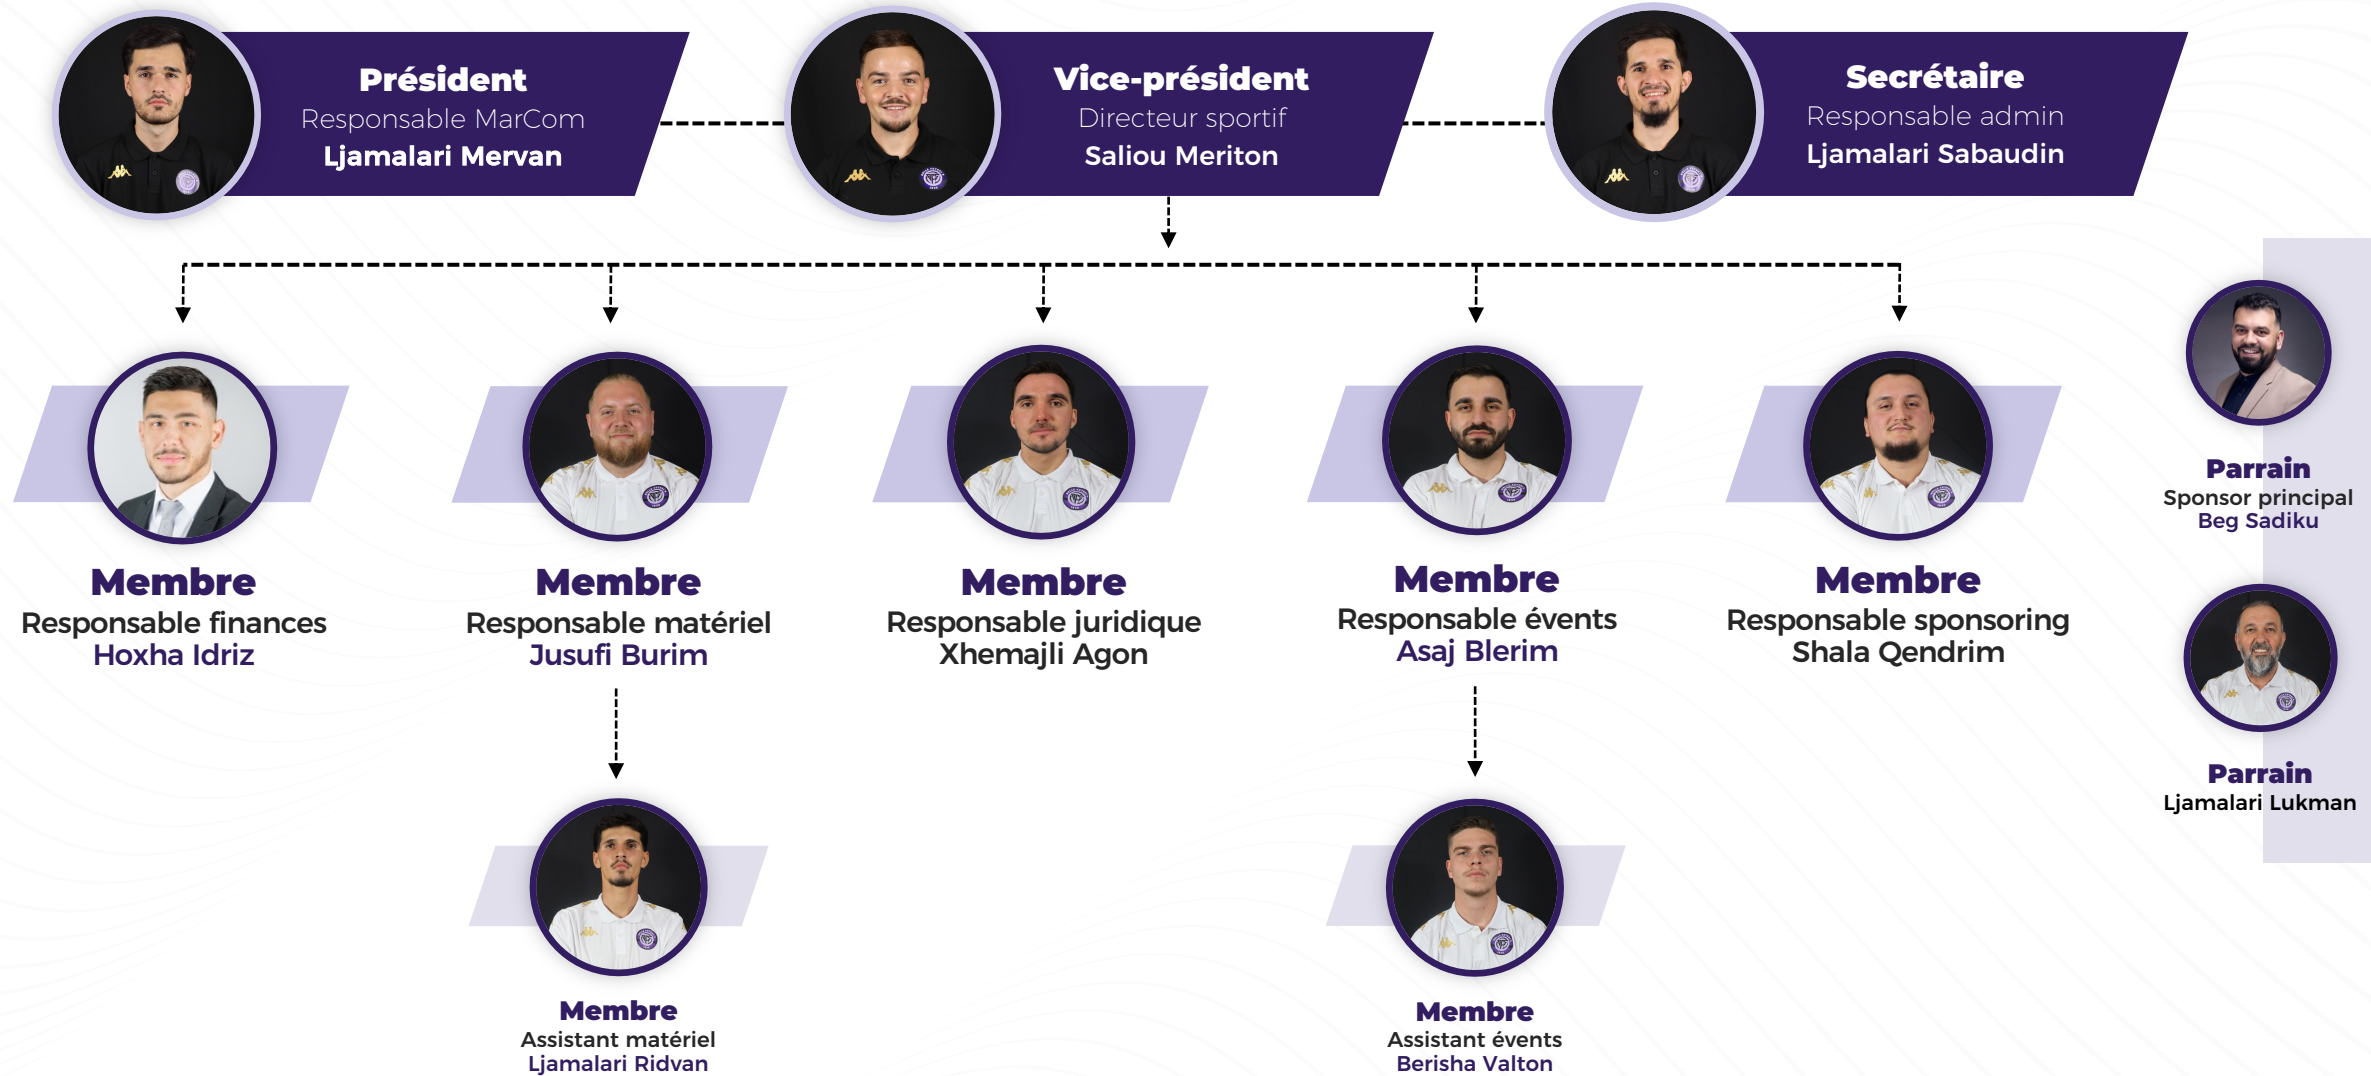 Président
Responsable MarCom
Ljamalari Mervan
Vice-président
Directeur sportif
Saliou Meriton
Secrétaire
Responsable admin
Ljamalari Sabaudin
Membre
Responsable finances
Hoxha Idriz
Membre
Responsable matériel
Jusufi Burim
Membre
Responsable juridique
Xhemajli Agon
Membre
Responsable évents
Asaj Blerim
Membre
Responsable sponsoring
Shala Qendrim
Parrain
Sponsor principal
Beg Sadiku
Parrain
Ljamalari Lukman
Membre
Assistant matériel
Ljamalari Ridvan
Membre
Assistant évents
Berisha Valton